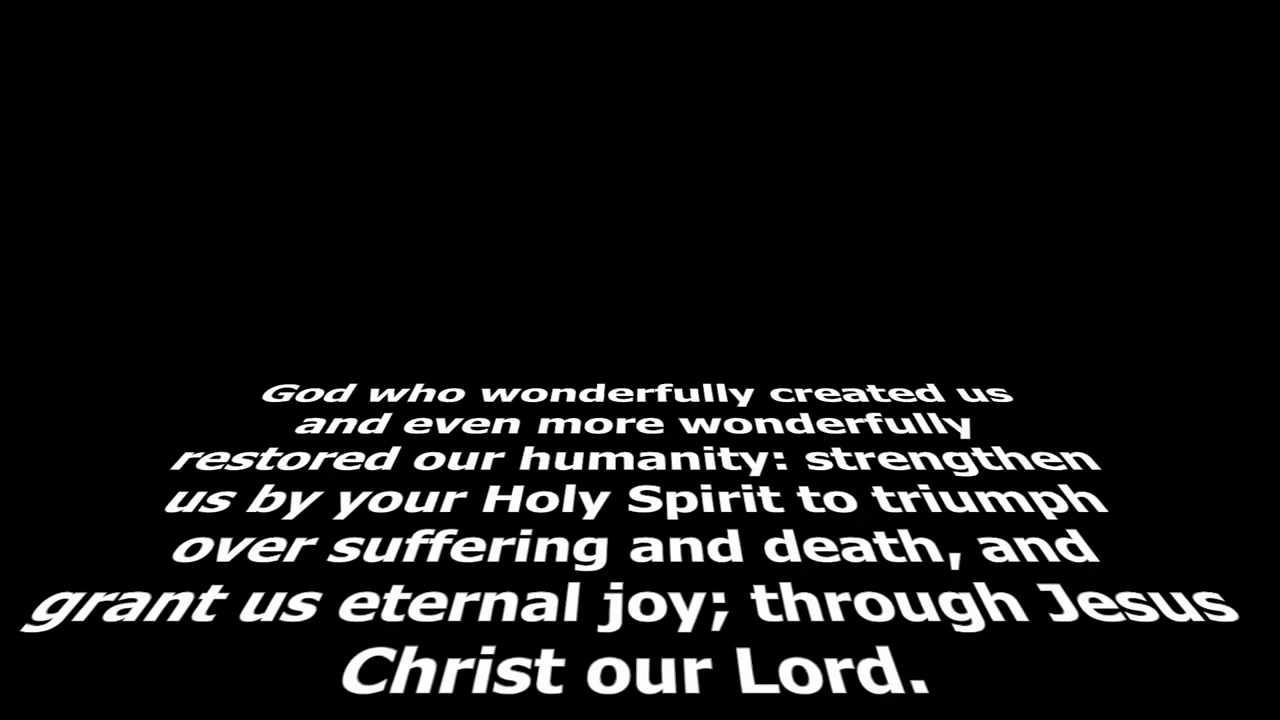 God who wonderfully created us
and even more wonderfully
restored our humanity: strengthen
us by your Holy Spirit to triumph
over suffering and death, and
grant us eternal joy; through Jesus
Christ our Lord.